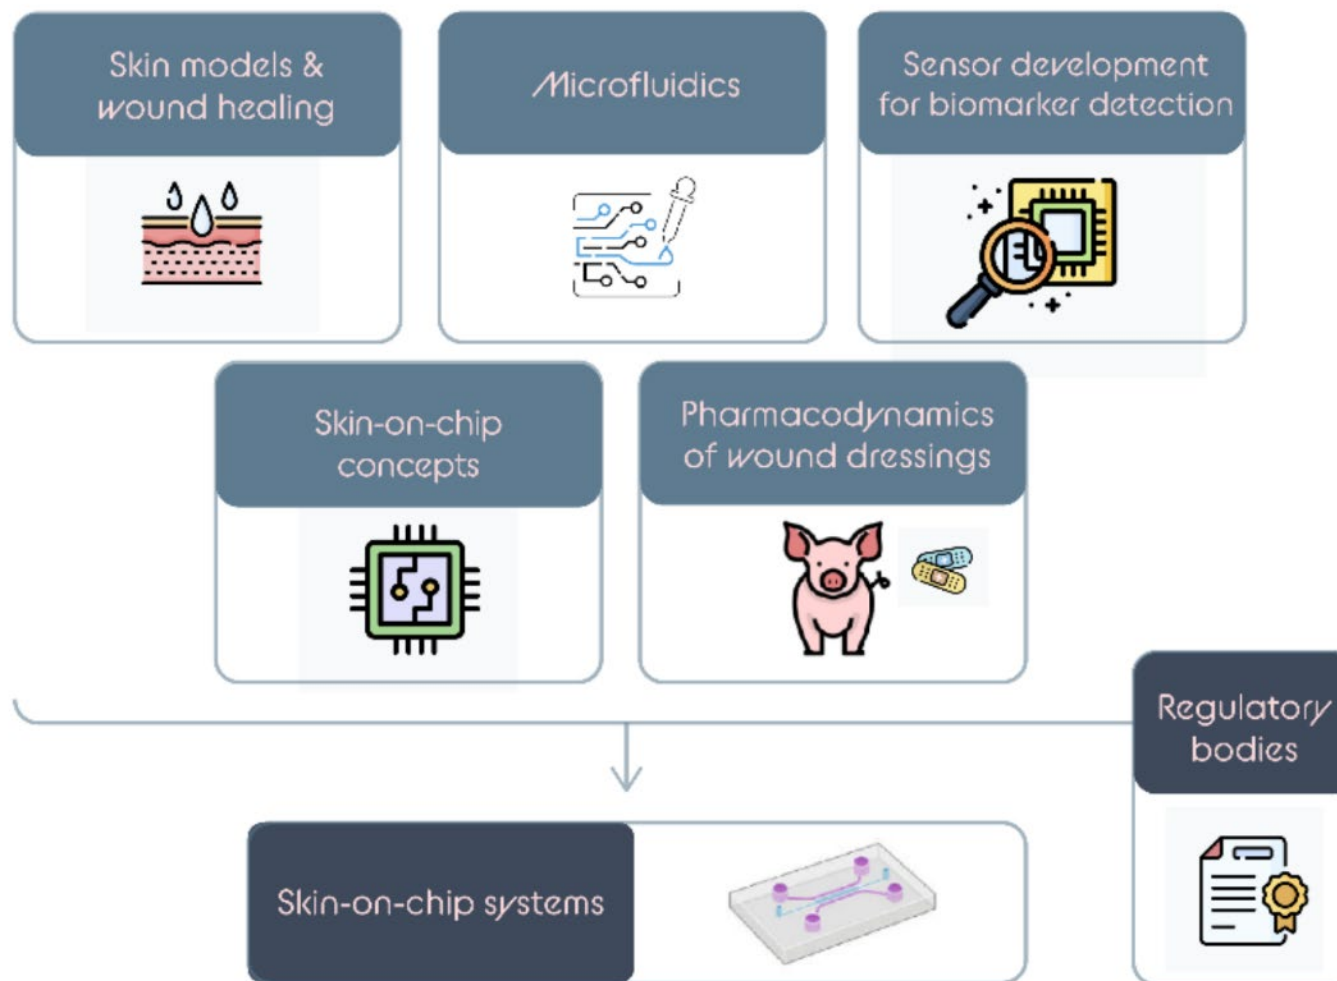 Skin models &
wound healing
Microfluidics
Sensor development
for biomarker detection
Skin-on-chip
concepts
Pharmacodynamics
of wound dressings
Regulatory
bodies
Skin-on-chip systems